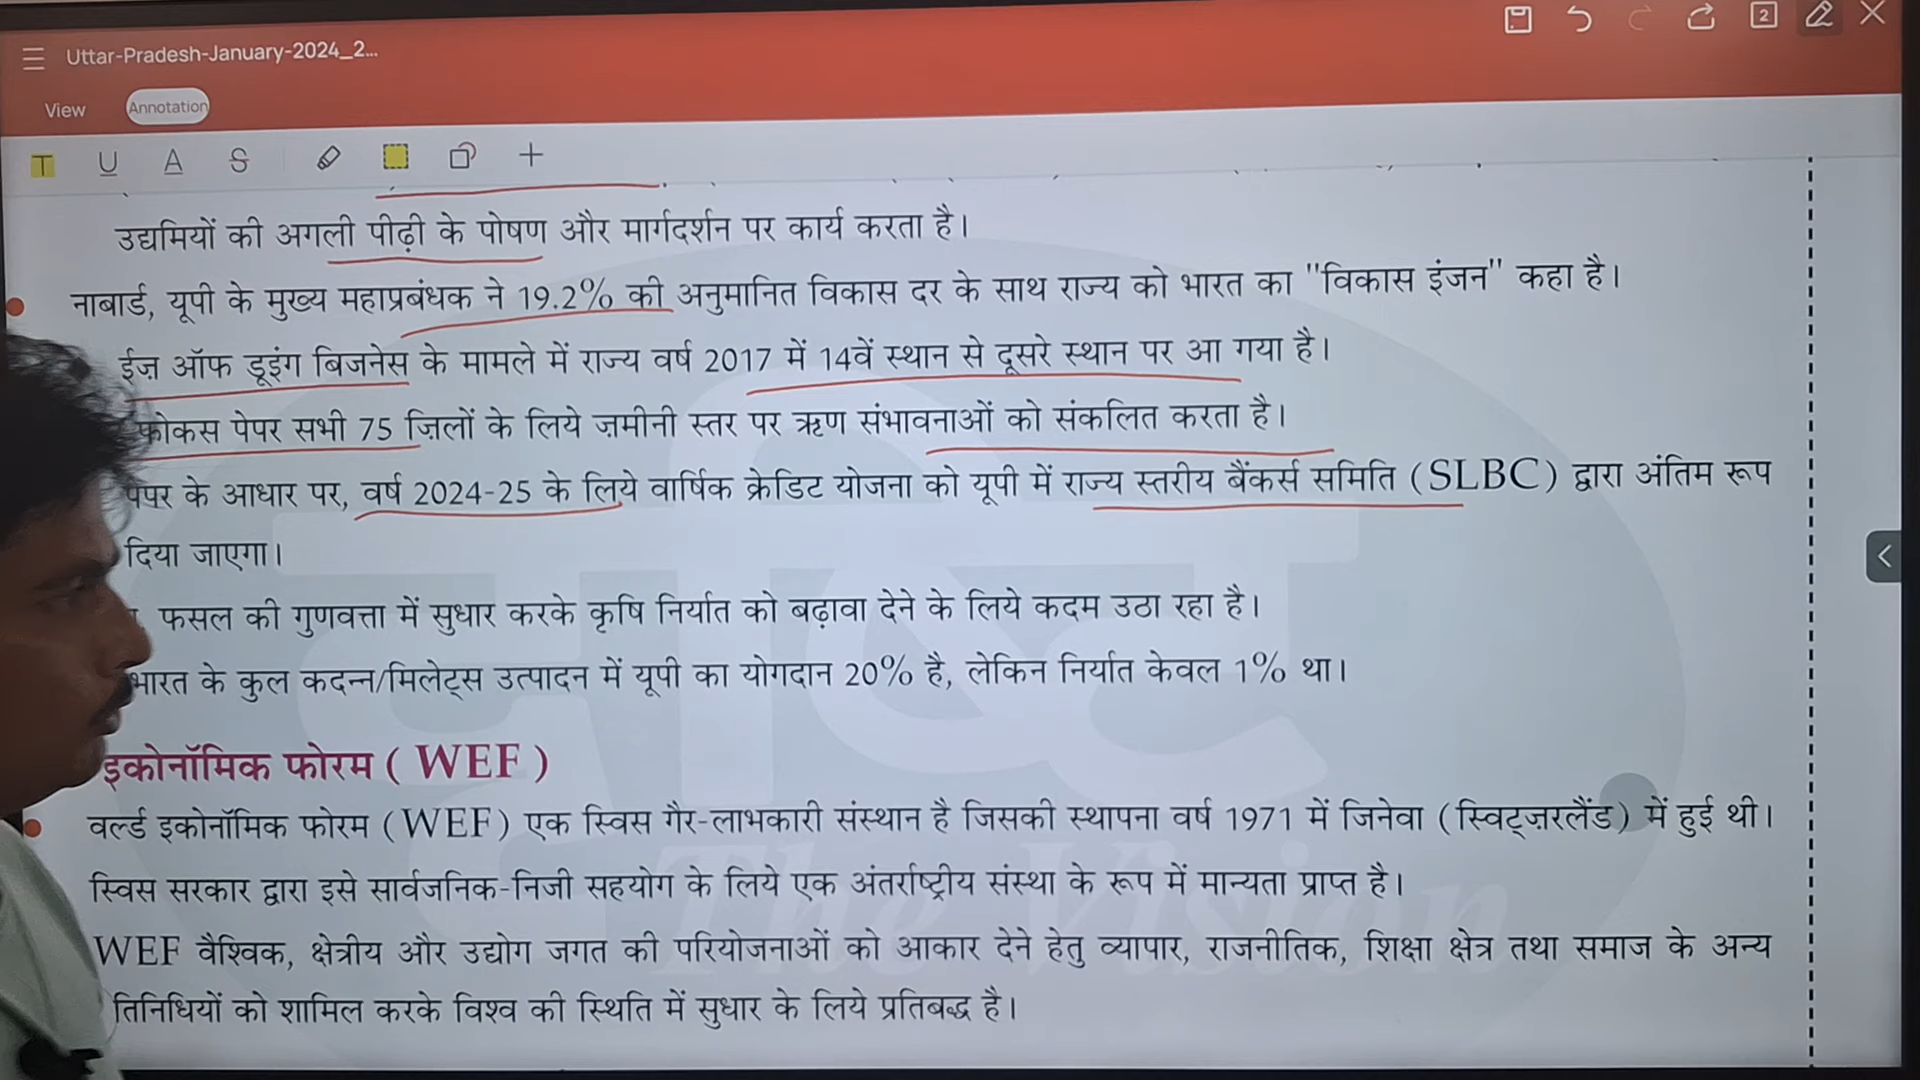 Uttar-Pradesh-January-2024_2...
2
View
Annotation
T U A S
उद्यमियों की अगली पीढ़ी के पोषण और मार्गदर्शन पर कार्य करता है।
नाबार्ड, यूपी के मुख्य महाप्रबंधक ने 19.2% की अनुमानित विकास दर के साथ राज्य को भारत का "विकास इंजन" कहा है।
ईज़ ऑफ डूइंग बिजनेस के मामले में राज्य वर्ष 2017 में 14वें स्थान से दूसरे स्थान पर आ गया है।
फोकस पेपर सभी 75 ज़िलों के लिये ज़मीनी स्तर पर ऋण संभावनाओं को संकलित करता है।
के आधार पर, वर्ष 2024-25 के लिये वार्षिक क्रेडिट योजना को यूपी में राज्य स्तरीय बैंकर्स समिति (SLBC) द्वारा अंतिम रूप
दिया जाएगा।
फसल की गुणवत्ता में सुधार करके कृषि निर्यात को बढ़ावा देने के लिये कदम उठा रहा है।
भारत के कुल कदन्न/मिलेट्स उत्पादन में यूपी का योगदान 20% है, लेकिन निर्यात केवल 1% था।
इकोनॉमिक फोरम ( WEF )
वर्ल्ड इकोनॉमिक फोरम (WEF) एक स्विस गैर-लाभकारी संस्थान है जिसकी स्थापना वर्ष 1971 में जिनेवा (स्विट्ज़रलैंड) में हुई थी।
स्विस सरकार द्वारा इसे सार्वजनिक-निजी सहयोग के लिये एक अंतर्राष्ट्रीय संस्था के रूप में मान्यता प्राप्त है।
WEF वैश्विक, क्षेत्रीय और उद्योग जगत की परियोजनाओं को आकार देने हेतु व्यापार, राजनीतिक, शिक्षा क्षेत्र तथा समाज के अन्य
तिनिधियों को शामिल करके विश्व की स्थिति में सुधार के लिये प्रतिबद्ध है।
दृष्टि
The Vision